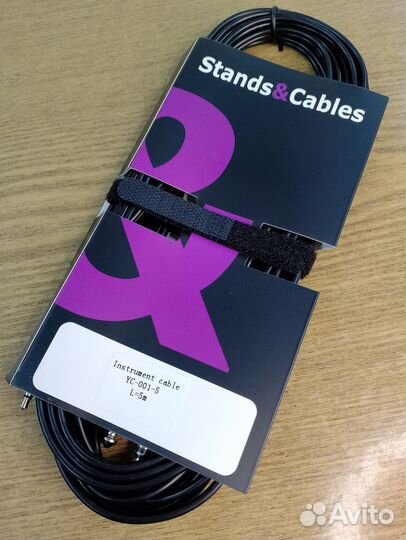 Stands&Cables
&
Instrument cable
YC-001-5
L=5m
Avito